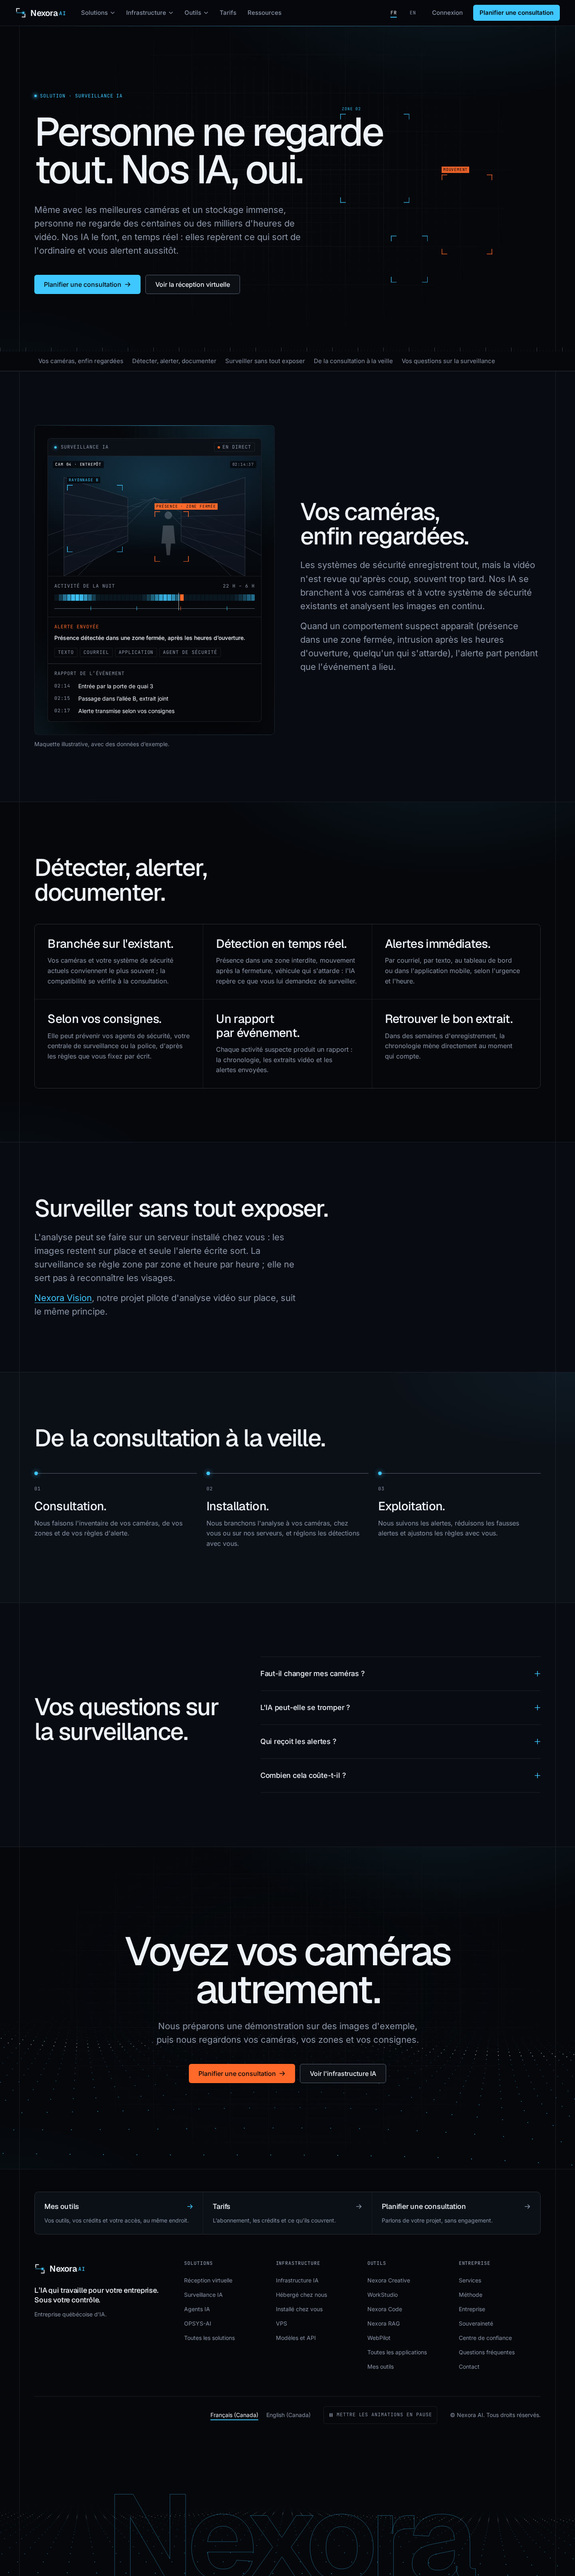 Nexora AI
Solutions
Infrastructure
Outils
Tarifs
Ressources
FR
EN
Connexion
Planifier une consultation
SOLUTION · SURVEILLANCE IA
ZONE 02
MOUVEMENT
Personne ne regarde
tout. Nos IA, oui.
Même avec les meilleures caméras et un stockage immense,
personne ne regarde des centaines ou des milliers d'heures de
vidéo. Nos IA le font, en temps réel : elles repèrent ce qui sort de
l'ordinaire et vous alertent aussitôt.
Planifier une consultation →
Voir la réception virtuelle
Vos caméras, enfin regardées
Détecter, alerter, documenter
Surveiller sans tout exposer
De la consultation à la veille
Vos questions sur la surveillance
SURVEILLANCE IA
EN DIRECT
CAM 04 · ENTREPÔT
02:14:37
RAYONNAGE B
PRÉSENCE · ZONE FERMÉE
ACTIVITÉ DE LA NUIT
22 H – 6 H
ALERTE ENVOYÉE
Présence détectée dans une zone fermée, après les heures d'ouverture.
TEXTO
COURRIEL
APPLICATION
AGENT DE SÉCURITÉ
RAPPORT DE L'ÉVÉNEMENT
02:14 Entrée par la porte de quai 3
02:15 Passage dans l'allée B, extrait joint
02:17 Alerte transmise selon vos consignes
Maquette illustrative, avec des données d'exemple.
Vos caméras,
enfin regardées.
Les systèmes de sécurité enregistrent tout, mais la vidéo
n'est revue qu'après coup, souvent trop tard. Nos IA se
branchent à vos caméras et à votre système de sécurité
existants et analysent les images en continu.
Quand un comportement suspect apparaît (présence
dans une zone fermée, intrusion après les heures
d'ouverture, quelqu'un qui s'attarde), l'alerte part pendant
que l'événement a lieu.
Détecter, alerter,
documenter.
Branchée sur l'existant.
Vos caméras et votre système de sécurité
actuels conviennent le plus souvent ; la
compatibilité se vérifie à la consultation.
Détection en temps réel.
Présence dans une zone interdite, mouvement
après la fermeture, véhicule qui s'attarde : l'IA
repère ce que vous lui demandez de surveiller.
Alertes immédiates.
Par courriel, par texto, au tableau de bord
ou dans l'application mobile, selon l'urgence
et l'heure.
Selon vos consignes.
Elle peut prévenir vos agents de sécurité, votre
centrale de surveillance ou la police, d'après
les règles que vous fixez par écrit.
Un rapport
par événement.
Chaque activité suspecte produit un rapport :
la chronologie, les extraits vidéo et les
alertes envoyées.
Retrouver le bon extrait.
Dans des semaines d'enregistrement, la
chronologie mène directement au moment
qui compte.
Surveiller sans tout exposer.
L'analyse peut se faire sur un serveur installé chez vous : les
images restent sur place et seule l'alerte écrite sort. La
surveillance se règle zone par zone et heure par heure ; elle ne
sert pas à reconnaître les visages.
Nexora Vision, notre projet pilote d'analyse vidéo sur place, suit
le même principe.
De la consultation à la veille.
01
Consultation.
Nous faisons l'inventaire de vos caméras, de vos
zones et de vos règles d'alerte.
02
Installation.
Nous branchons l'analyse à vos caméras, chez
vous ou sur nos serveurs, et réglons les détections
avec vous.
03
Exploitation.
Nous suivons les alertes, réduisons les fausses
alertes et ajustons les règles avec vous.
Vos questions sur
la surveillance.
Faut-il changer mes caméras ?
L'IA peut-elle se tromper ?
Qui reçoit les alertes ?
Combien cela coûte-t-il ?
Voyez vos caméras
autrement.
Nous préparons une démonstration sur des images d'exemple,
puis nous regardons vos caméras, vos zones et vos consignes.
Planifier une consultation →
Voir l'infrastructure IA
Mes outils →
Vos outils, vos crédits et votre accès, au même endroit.
Tarifs →
L'abonnement, les crédits et ce qu'ils couvrent.
Planifier une consultation →
Parlons de votre projet, sans engagement.
Nexora AI
L'IA qui travaille pour votre entreprise.
Sous votre contrôle.
Entreprise québécoise d'IA.
SOLUTIONS
Réception virtuelle
Surveillance IA
Agents IA
OPSYS-AI
Toutes les solutions
INFRASTRUCTURE
Infrastructure IA
Hébergé chez nous
Installé chez vous
VPS
Modèles et API
OUTILS
Nexora Creative
WorkStudio
Nexora Code
Nexora RAG
WebPilot
Toutes les applications
Mes outils
ENTREPRISE
Services
Méthode
Entreprise
Souveraineté
Centre de confiance
Questions fréquentes
Contact
Français (Canada)
English (Canada)
METTRE LES ANIMATIONS EN PAUSE
© Nexora AI. Tous droits réservés.
Nexora